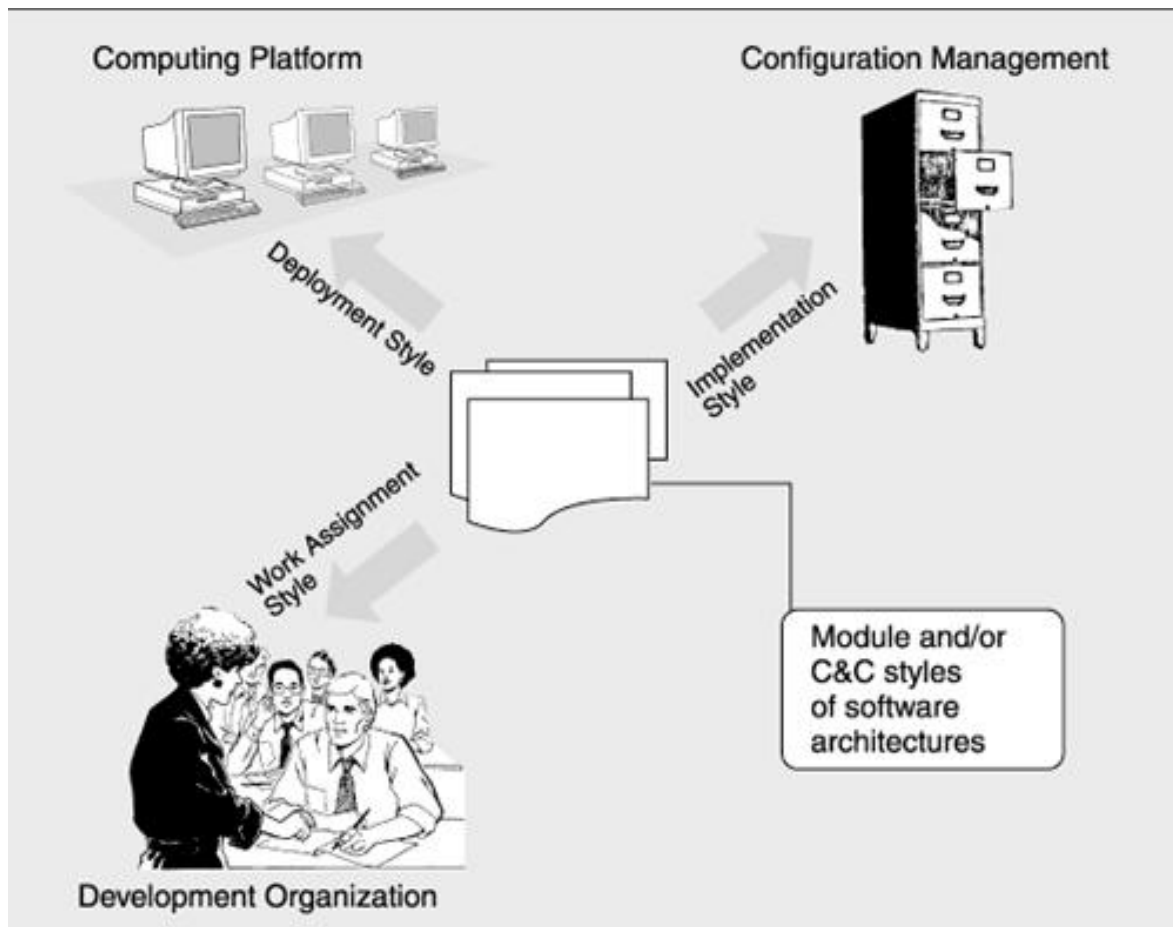 Computing Platform
Configuration Management
Deployment Style
Implementation
Style
Work Assignment
Style
Module and/or
C&C styles
of software
architectures
Development Organization